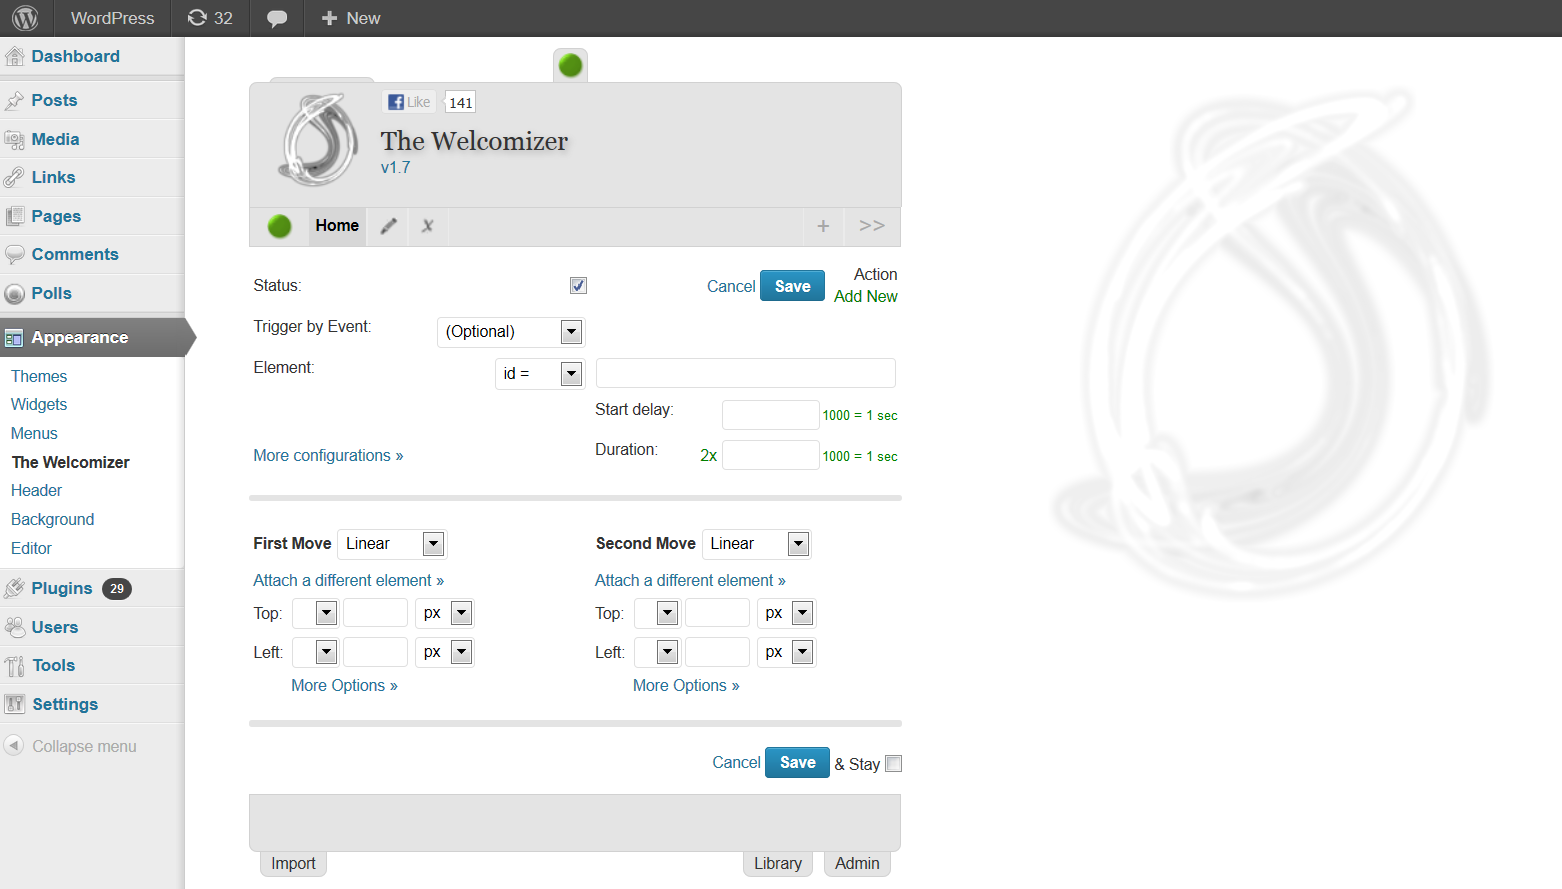 WordPress 32 New
Dashboard
Posts
Media
Links
Pages
Comments
Polls
Appearance
Themes
Widgets
Menus
The Welcomizer
Header
Background
Editor
Plugins 29
Users
Tools
Settings
Collapse menu
Like 141
The Welcomizer
v1.7
Home X + >>
Status: Cancel Save Action
Add New
Trigger by Event: (Optional)
Element: id =
Start delay: 1000 = 1 sec
More configurations » Duration: 2x 1000 = 1 sec
First Move Linear Second Move Linear
Attach a different element » Attach a different element »
Top: px Top: px
Left: px Left: px
More Options » More Options »
Cancel Save & Stay
Import Library Admin